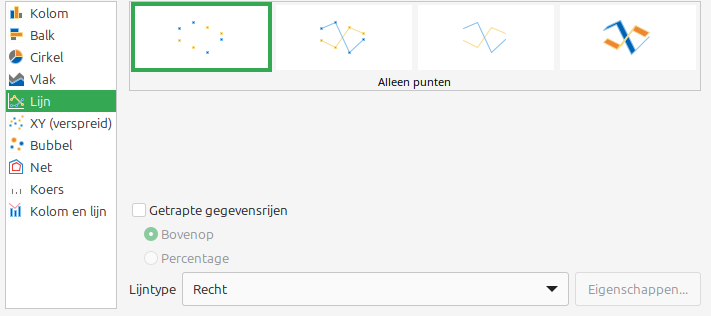 Kolom
Balk
Cirkel
Vlak
Lijn
XY (verspreid)
Bubbel
Net
Koers
Kolom en lijn
Alleen punten
Getrapte gegevensrijen
Bovenop
Percentage
Lijntype Recht Eigenschappen...